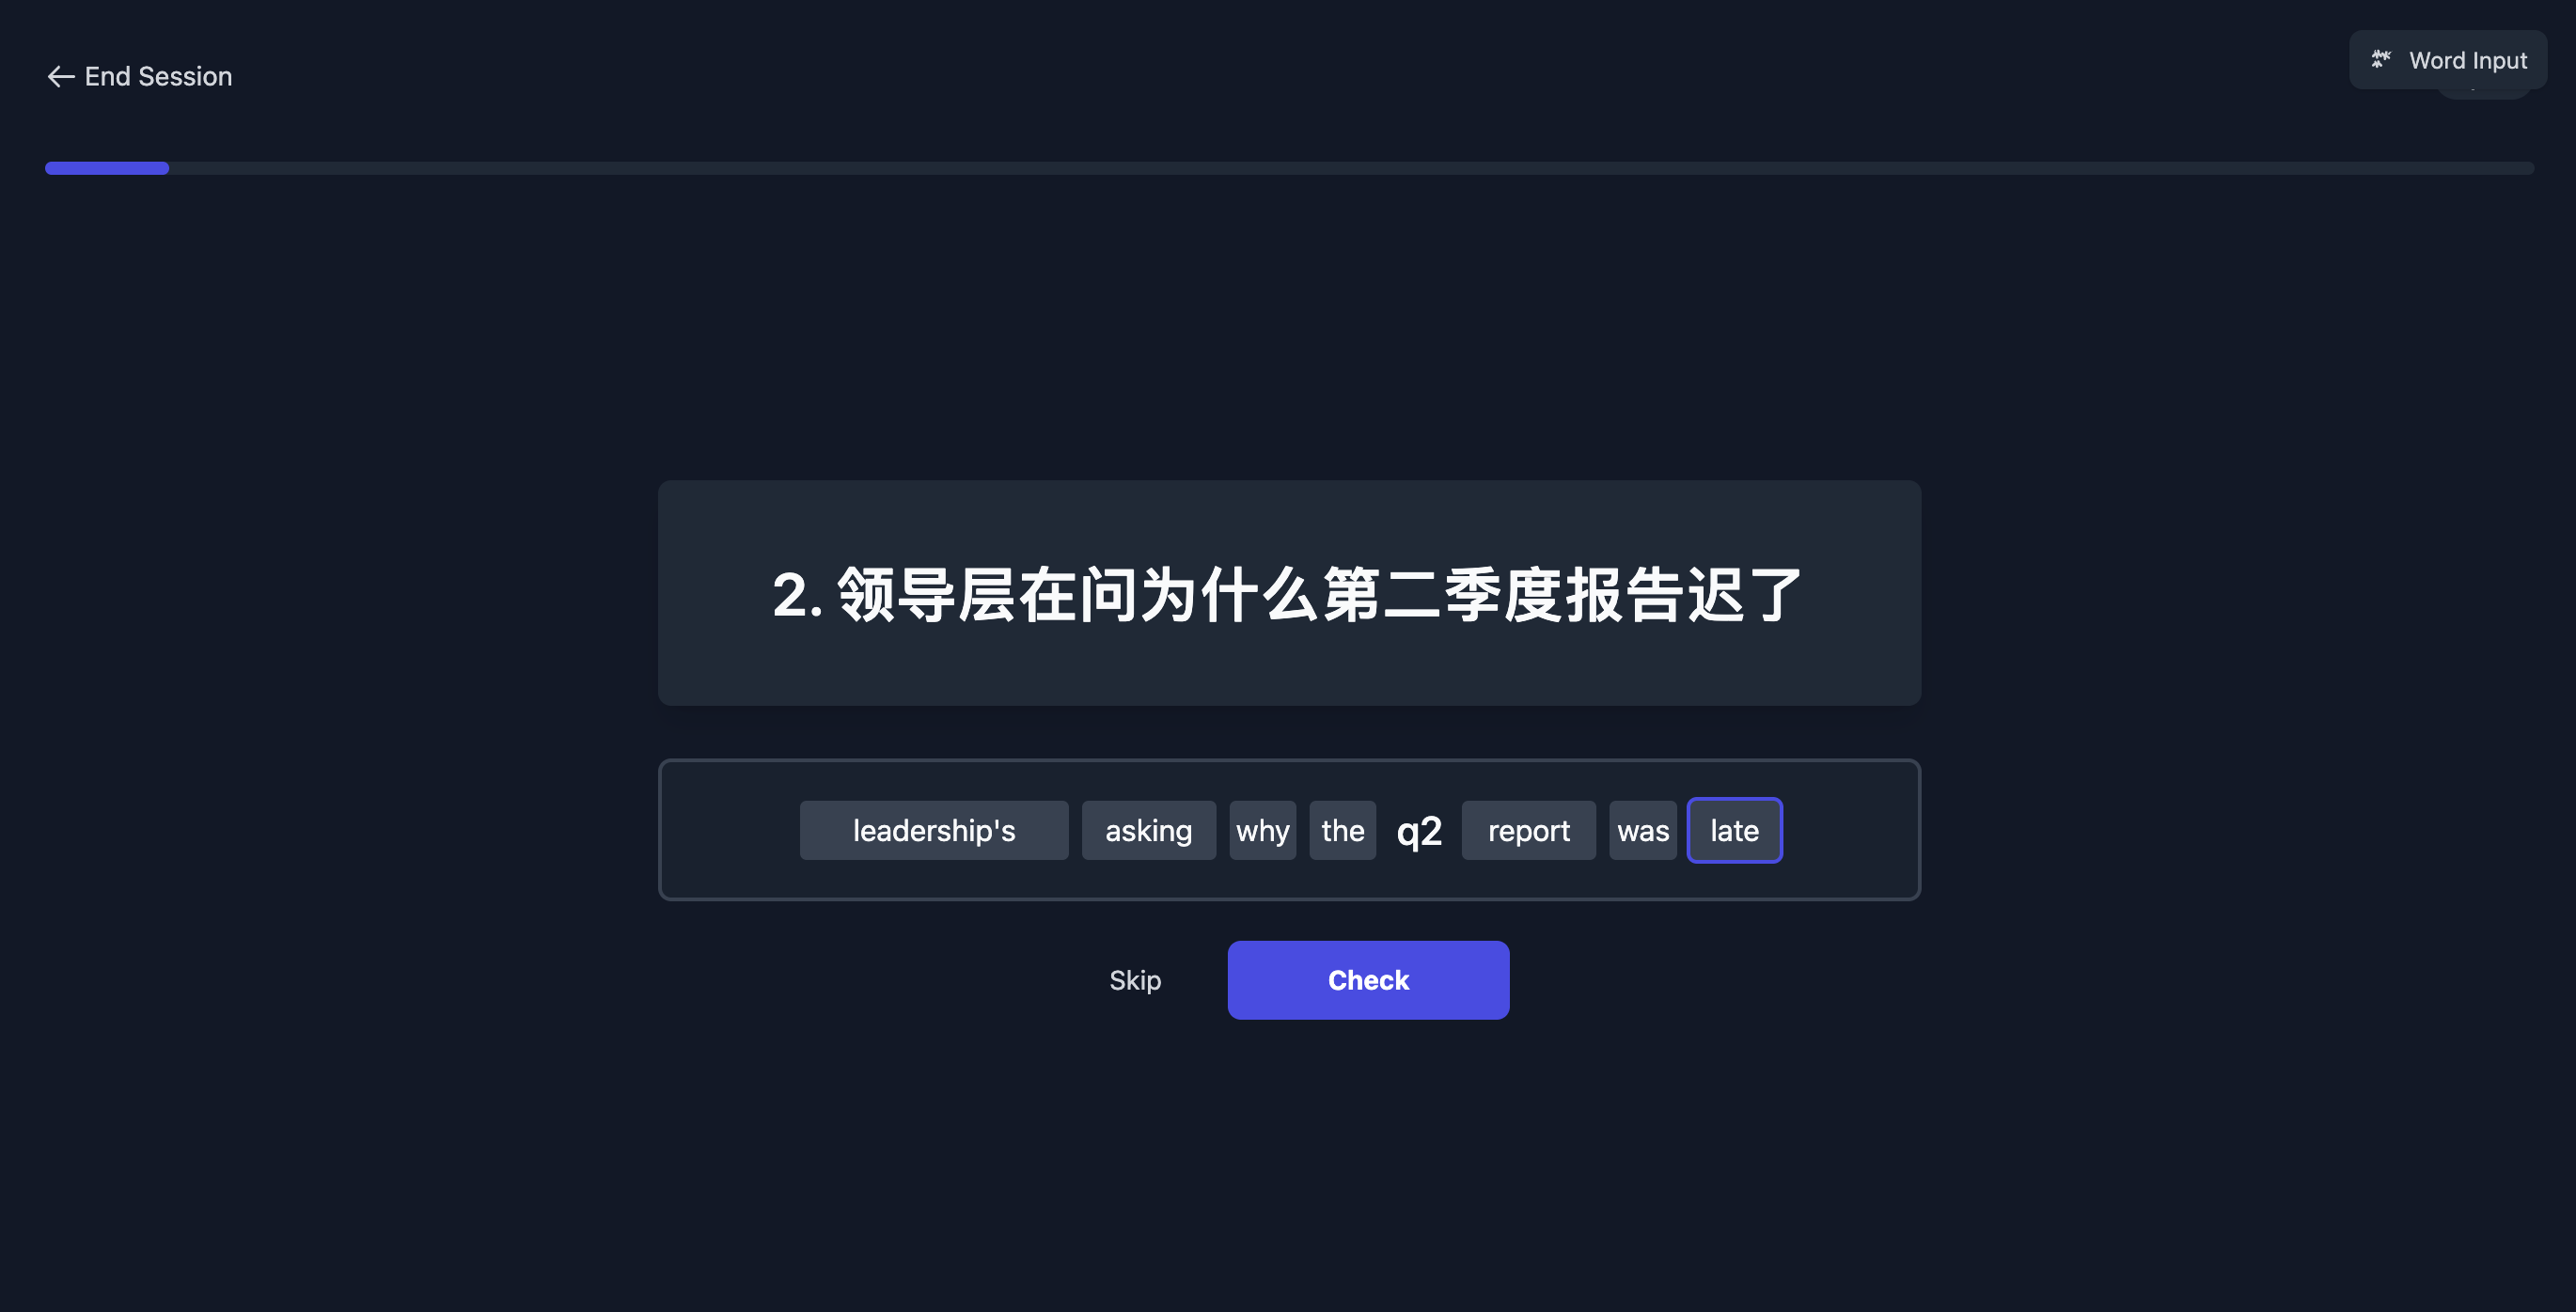 End Session
Word Input
2. 领导层在问为什么第二季度报告迟了
leadership's asking why the q2 report was late
Skip
Check